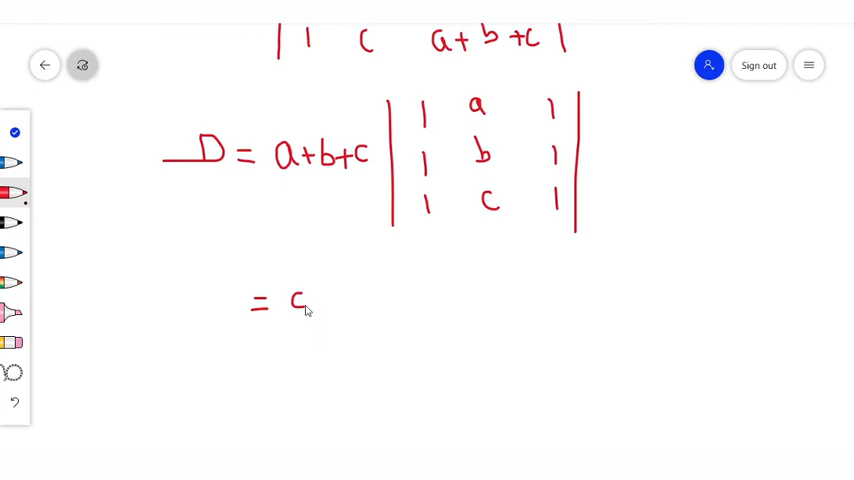 | 1 c a+b+c |
Sign out
| 1 a 1 |
D = a+b+c | 1 b 1 |
| 1 c 1 |
= c